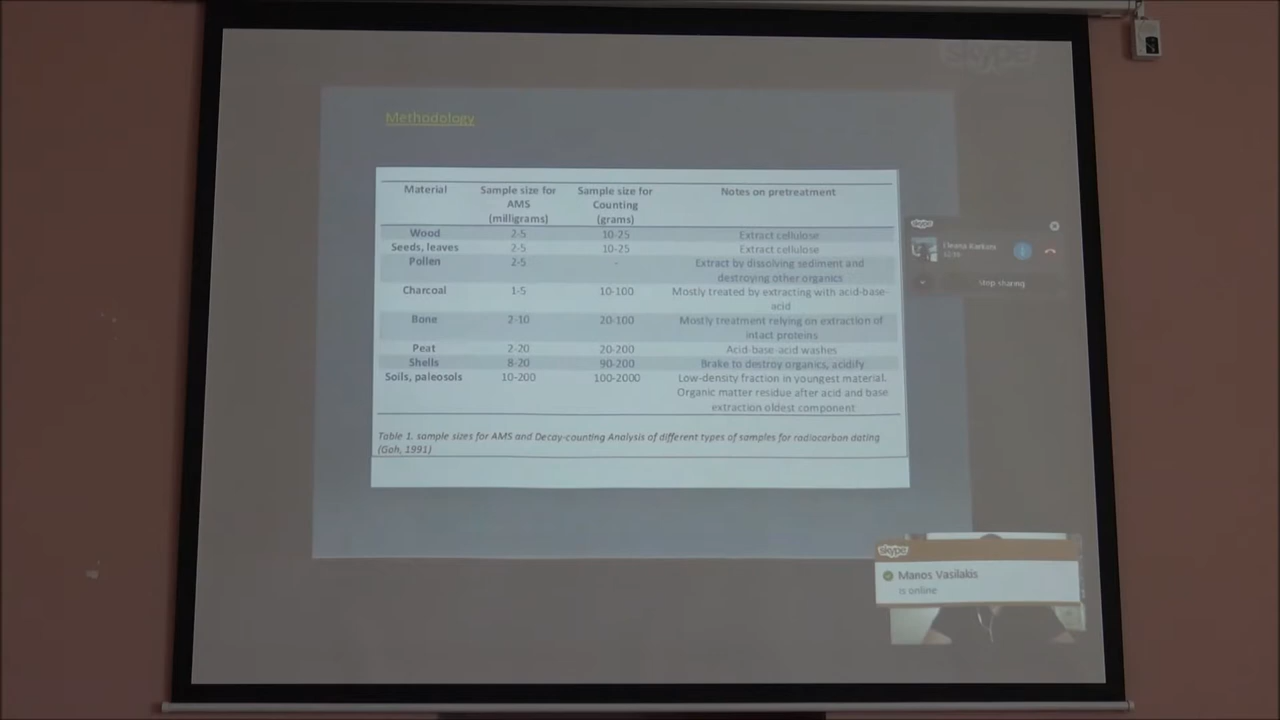 skype
Methodology
Material Sample size for AMS (milligrams) Sample size for Counting (grams) Notes on pretreatment
Wood 2-5 10-25 Extract cellulose
Seeds, leaves 2-5 10-25 Extract cellulose
Pollen 2-5 - Extract by dissolving sediment and
destroying other organics
Charcoal 1-5 10-100 Mostly treated by extracting with acid-base-
acid
Bone 2-10 20-100 Mostly treatment relying on extraction of
intact proteins
Peat 2-20 20-200 Acid-base-acid washes
Shells 8-20 90-200 Brake to destroy organics, acidify
Soils, paleosols 10-200 100-2000 Low-density fraction in youngest material.
Organic matter residue after acid and base
extraction oldest component
Table 1. sample sizes for AMS and Decay-counting Analysis of different types of samples for radiocarbon dating
(Goh, 1991)
skype
Stop sharing
skype
Manos Vasilakis
is online